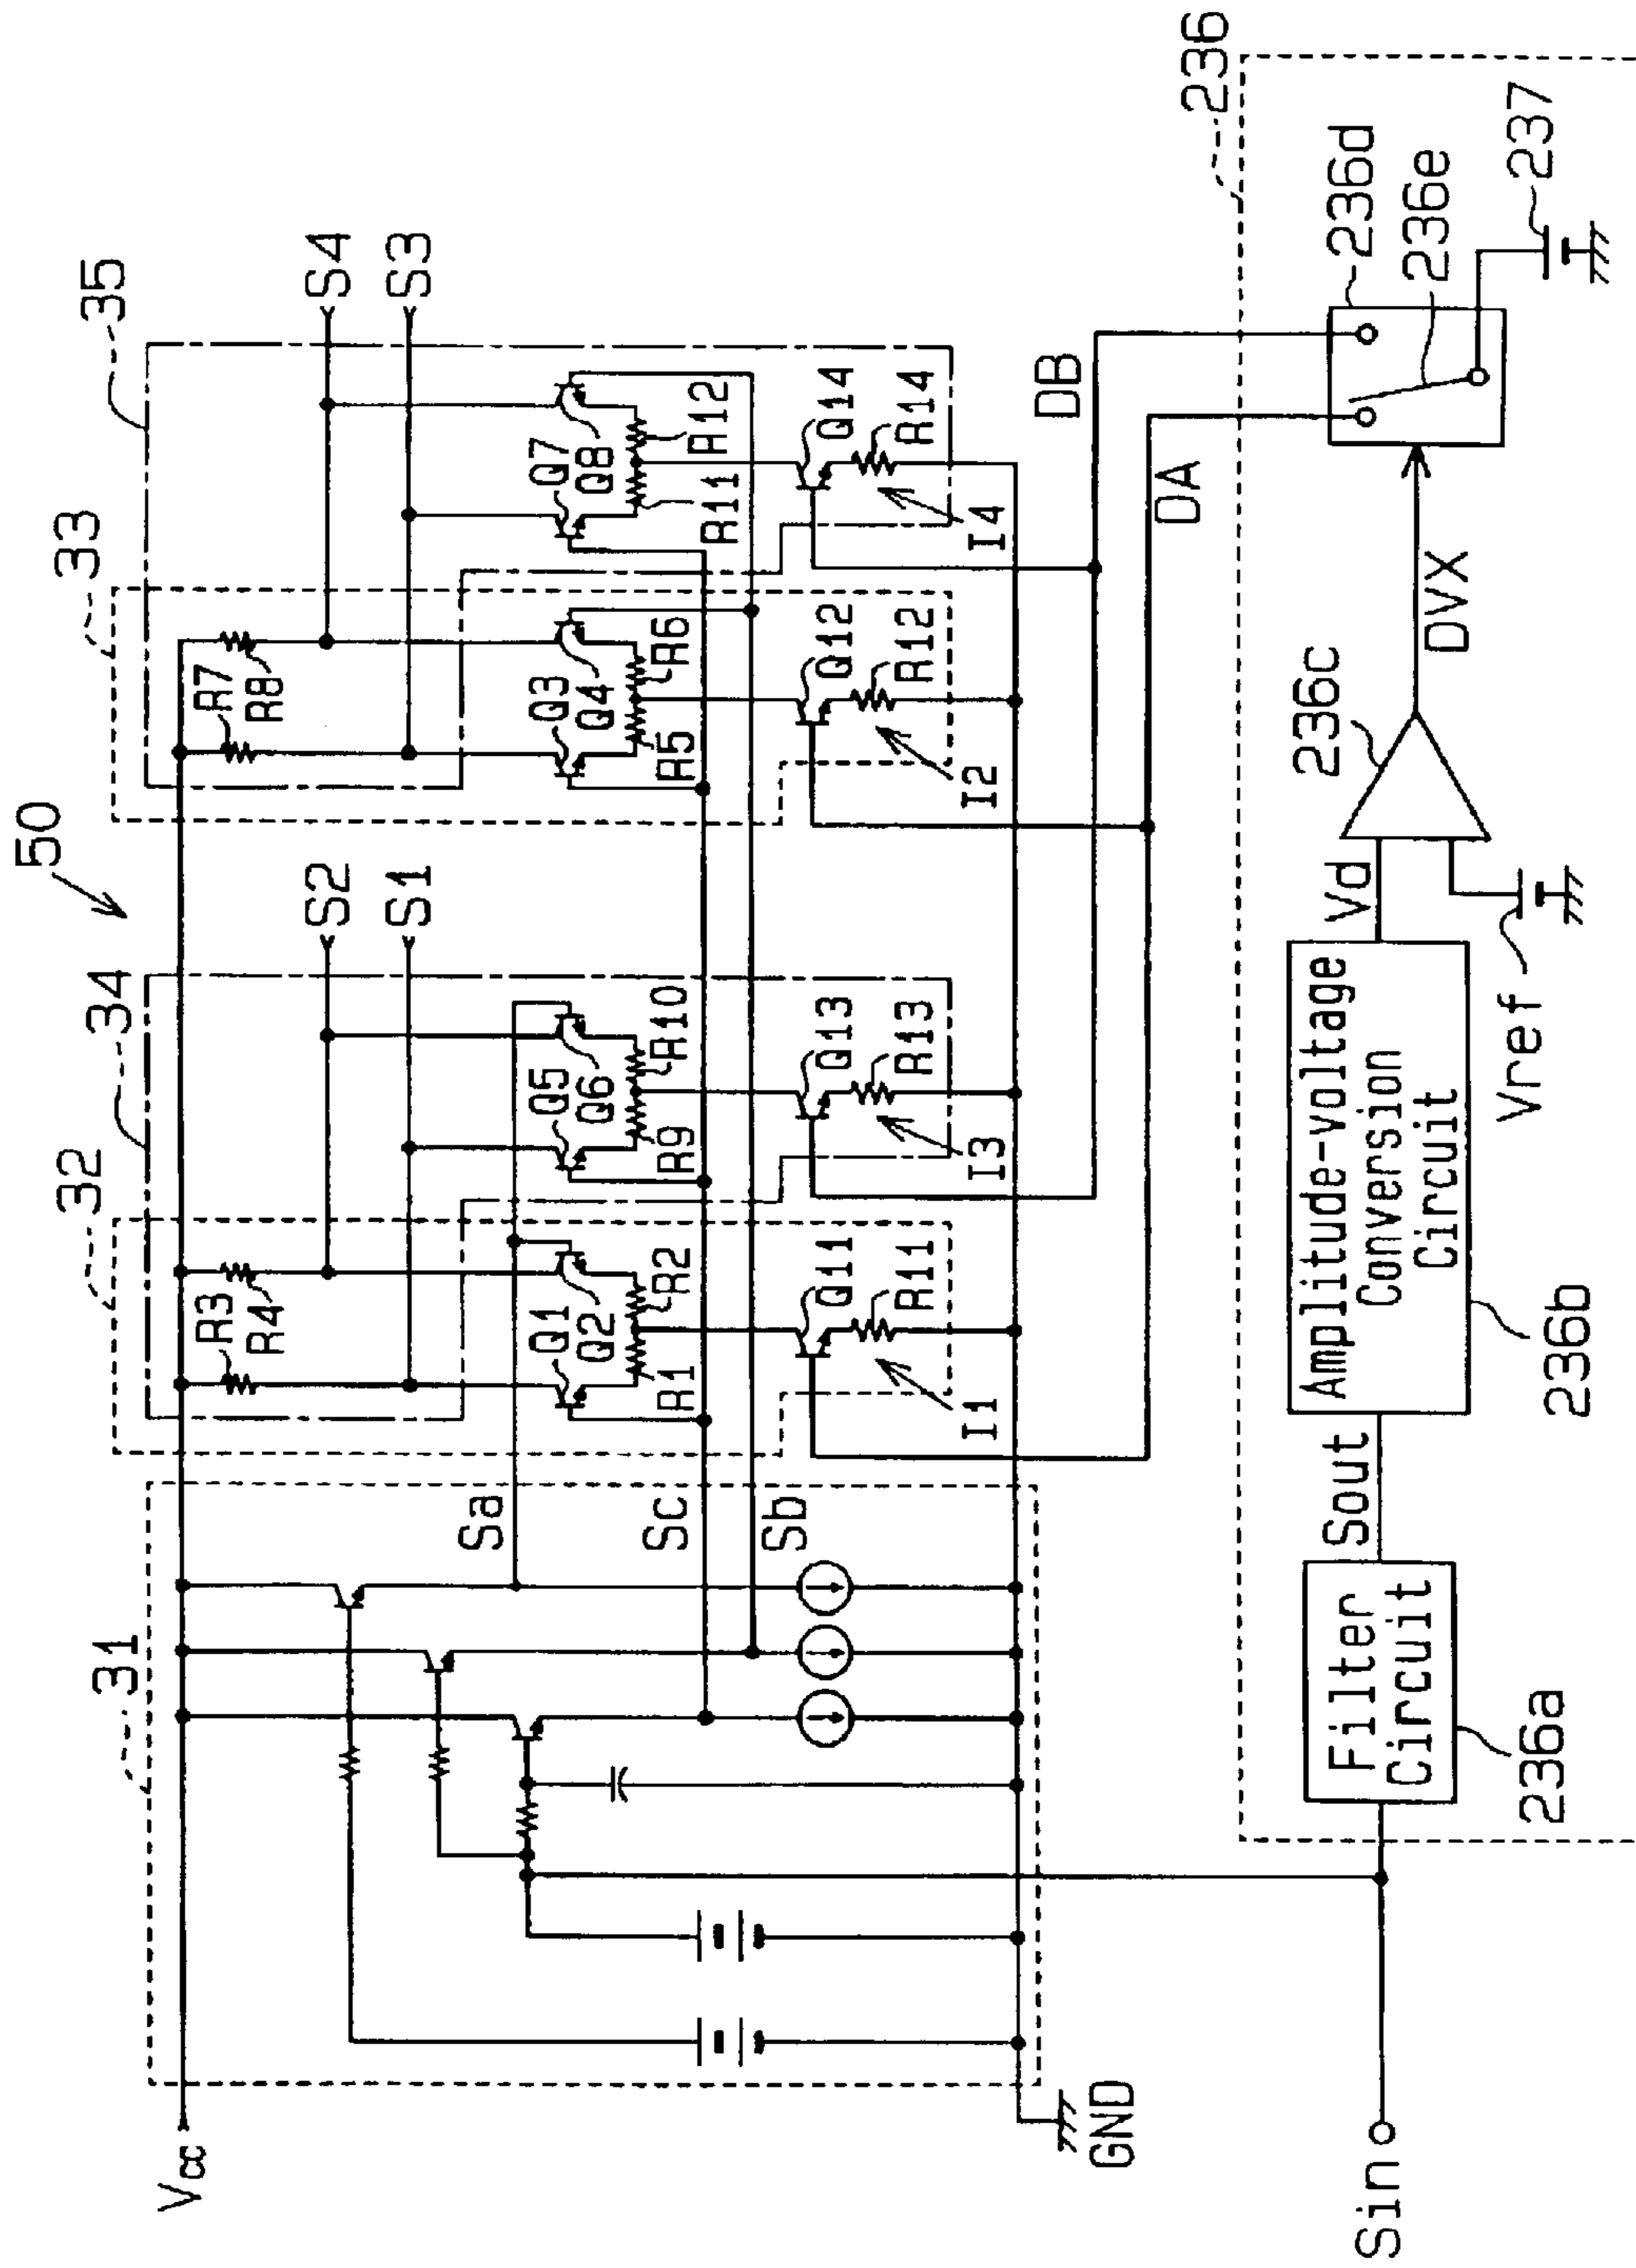 50
31
32
34
33
35
Vcc
R3
R4
S2
S1
R7
R8
S4
S3
Sa
Q1
Q2
Q5
Q6
Q3
Q4
Q7
Q8
Sc
Sb
R1
R2
R9
R10
R5
R6
R11
R12
Q11
R11
Q13
R13
Q12
R12
Q14
R14
I1
I3
I2
I4
GND
DB
DA
236
Sin
Filter
Circuit
236a
Sout
Amplitude-voltage
Conversion
Circuit
236b
Vd
Vref
236c
DVX
236d
236e
237